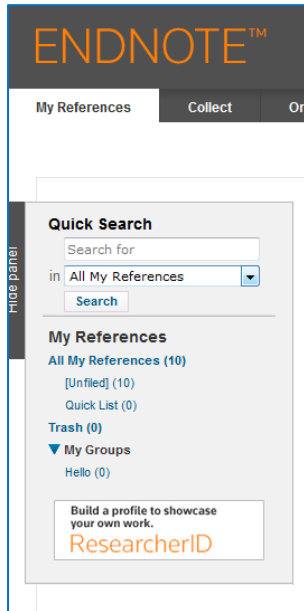 ENDNOTE™
My References Collect Or
Hide panel
Quick Search
Search for
in All My References
Search
My References
All My References (10)
[Unfiled] (10)
Quick List (0)
Trash (0)
My Groups
Hello (0)
Build a profile to showcase
your own work.
ResearcherID